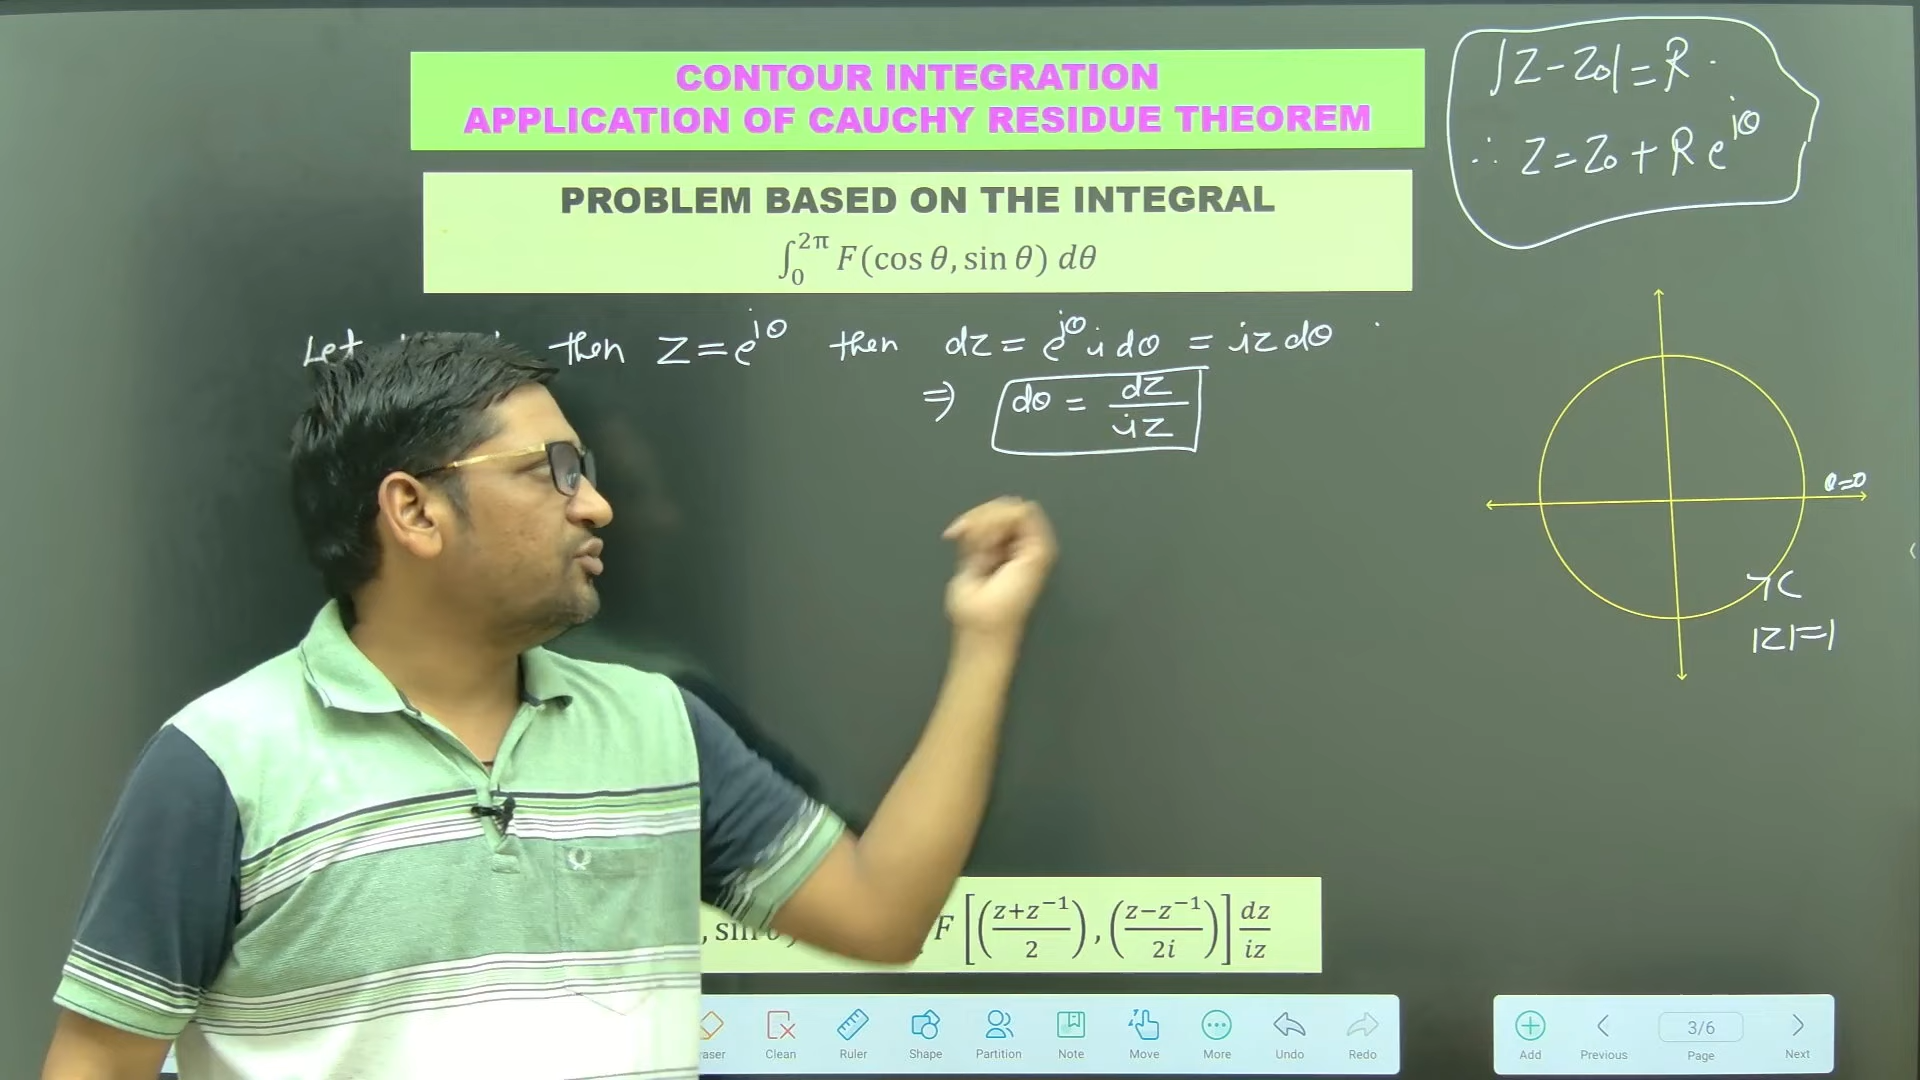 CONTOUR INTEGRATION
APPLICATION OF CAUCHY RESIDUE THEOREM
PROBLEM BASED ON THE INTEGRAL
∫₀^{2π} F(cos θ, sin θ) dθ
|z-z₀|=R.
∴ z=z₀+Re^{iθ}
Let then z=e^{iθ} then dz = e^{iθ} i dθ = iz dθ
⇒ dθ = dz/iz
θ=0
C
|z|=1
F[((z+z⁻¹)/2), ((z−z⁻¹)/2i)] dz/iz
Clean
Ruler
Shape
Partition
Note
Move
More
Undo
Redo
Add
Previous
3/6
Page
Next